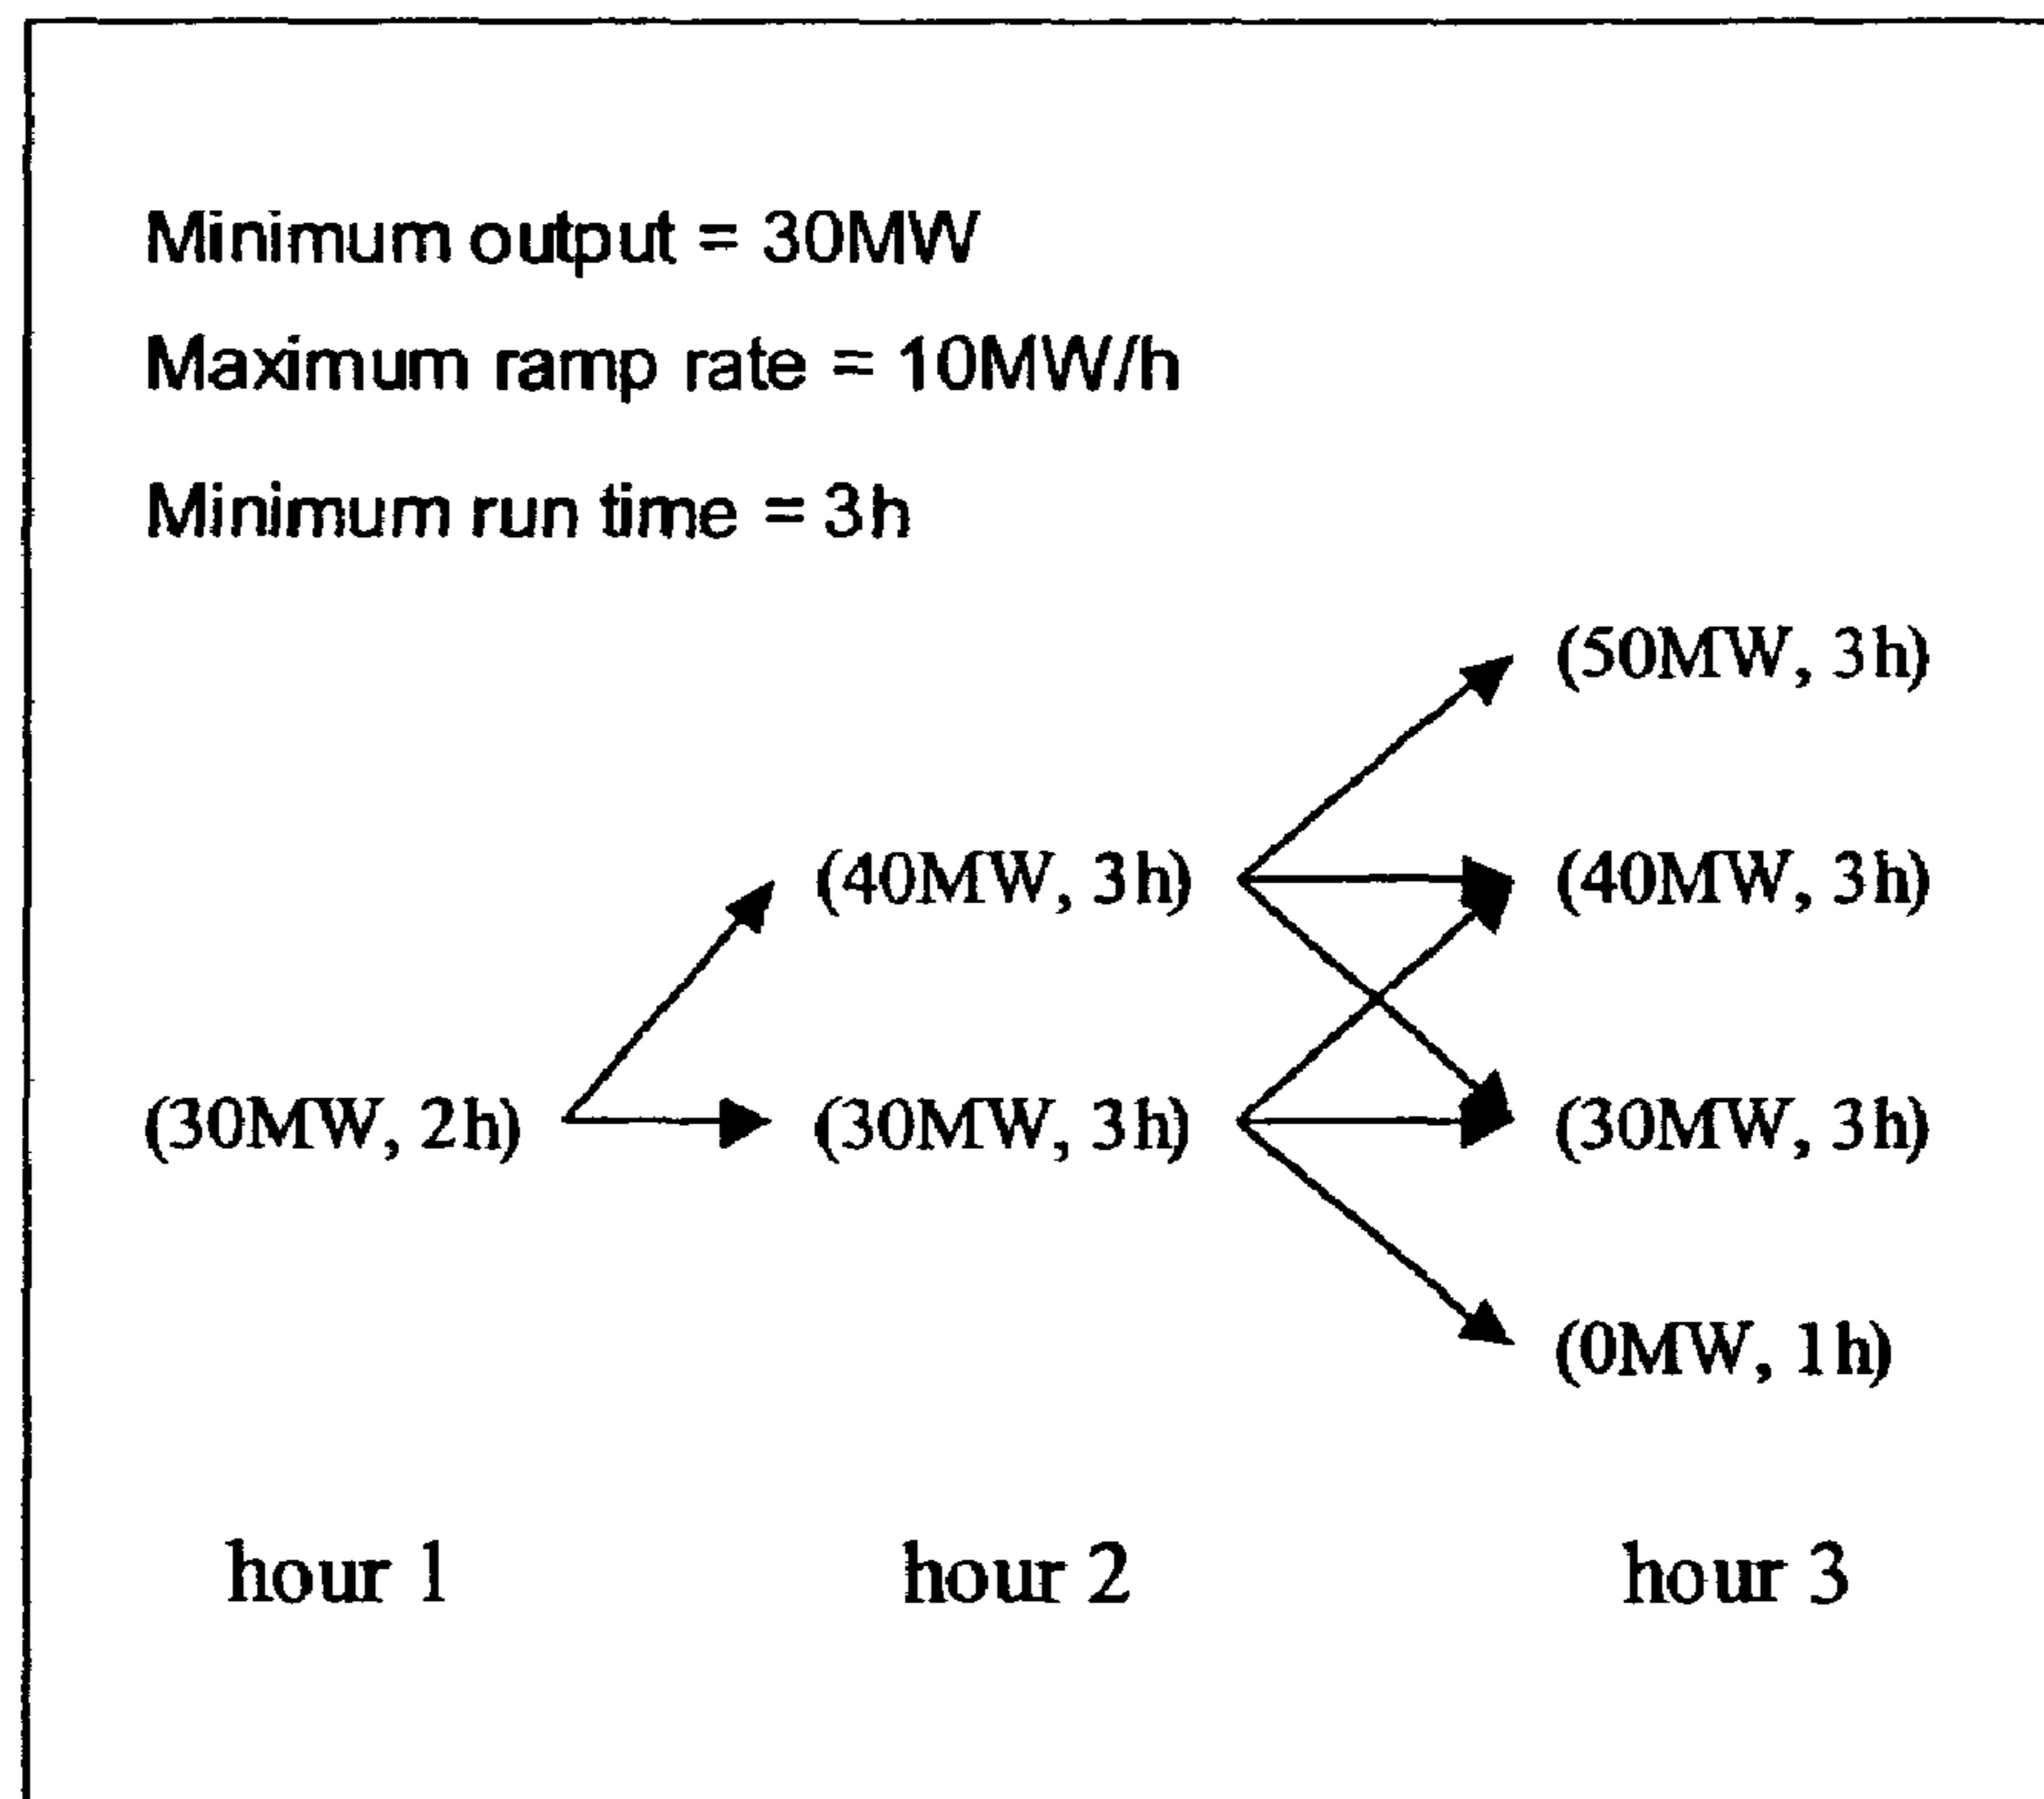 Minimum output = 30MW
Maximum ramp rate = 10MW/h
Minimum run time = 3h
(50MW, 3h)
(40MW, 3h) (40MW, 3h)
(30MW, 2h) (30MW, 3h) (30MW, 3h)
(0MW, 1h)
hour 1 hour 2 hour 3